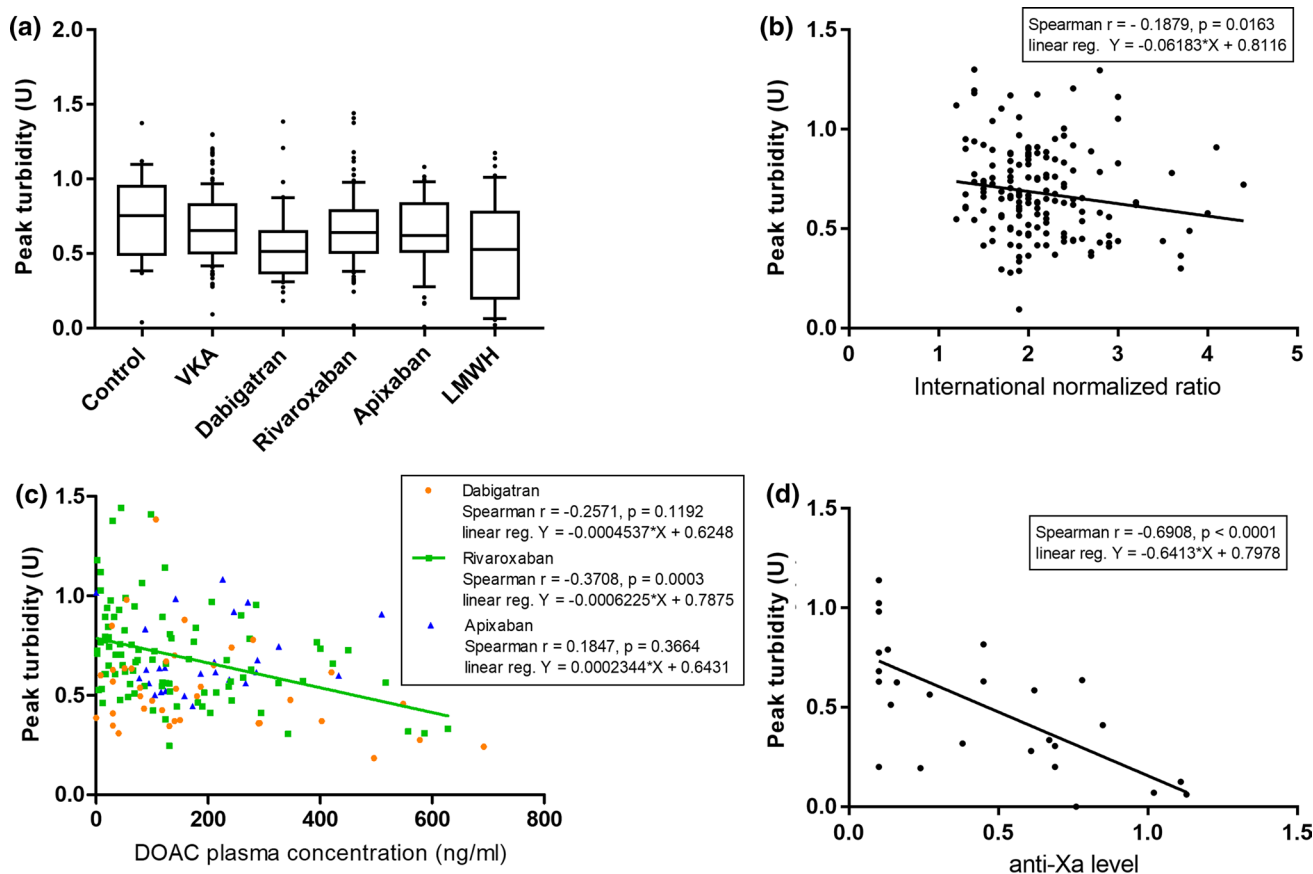 (a)
Peak turbidity (U)
2.0
1.5
1.0
0.5
0.0
Control
VKA
Dabigatran
Rivaroxaban
Apixaban
LMWH
(b)
Spearman r = - 0.1879, p = 0.0163
linear reg. Y = -0.06183*X + 0.8116
Peak turbidity (U)
1.5
1.0
0.5
0.0
0 1 2 3 4 5
International normalized ratio
(c)
Dabigatran
Spearman r = -0.2571, p = 0.1192
linear reg. Y = -0.0004537*X + 0.6248
Rivaroxaban
Spearman r = -0.3708, p = 0.0003
linear reg. Y = -0.0006225*X + 0.7875
Apixaban
Spearman r = 0.1847, p = 0.3664
linear reg. Y = 0.0002344*X + 0.6431
Peak turbidity (U)
1.5
1.0
0.5
0.0
0 200 400 600 800
DOAC plasma concentration (ng/ml)
(d)
Spearman r = -0.6908, p < 0.0001
linear reg. Y = -0.6413*X + 0.7978
Peak turbidity (U)
1.5
1.0
0.5
0.0
0.0 0.5 1.0 1.5
anti-Xa level